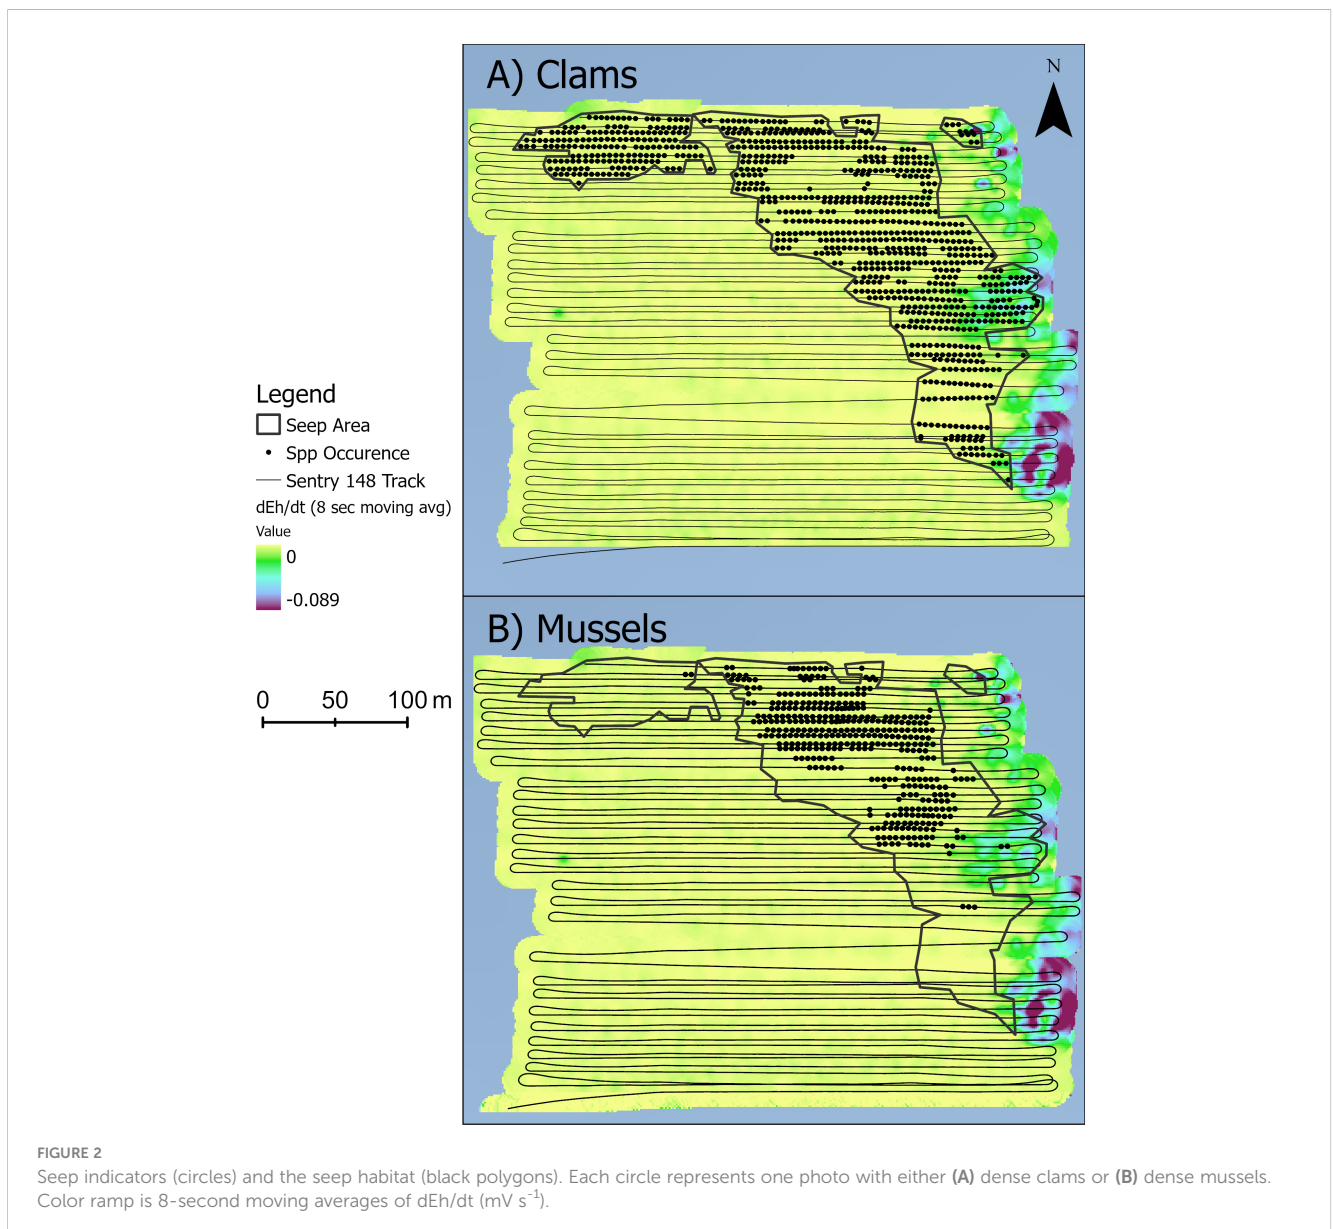 A) Clams
N
Legend
Seep Area
Spp Occurence
Sentry 148 Track
dEh/dt (8 sec moving avg)
Value
0
-0.089
0 50 100 m
B) Mussels
FIGURE 2
Seep indicators (circles) and the seep habitat (black polygons). Each circle represents one photo with either (A) dense clams or (B) dense mussels.
Color ramp is 8-second moving averages of dEh/dt (mV s-1).